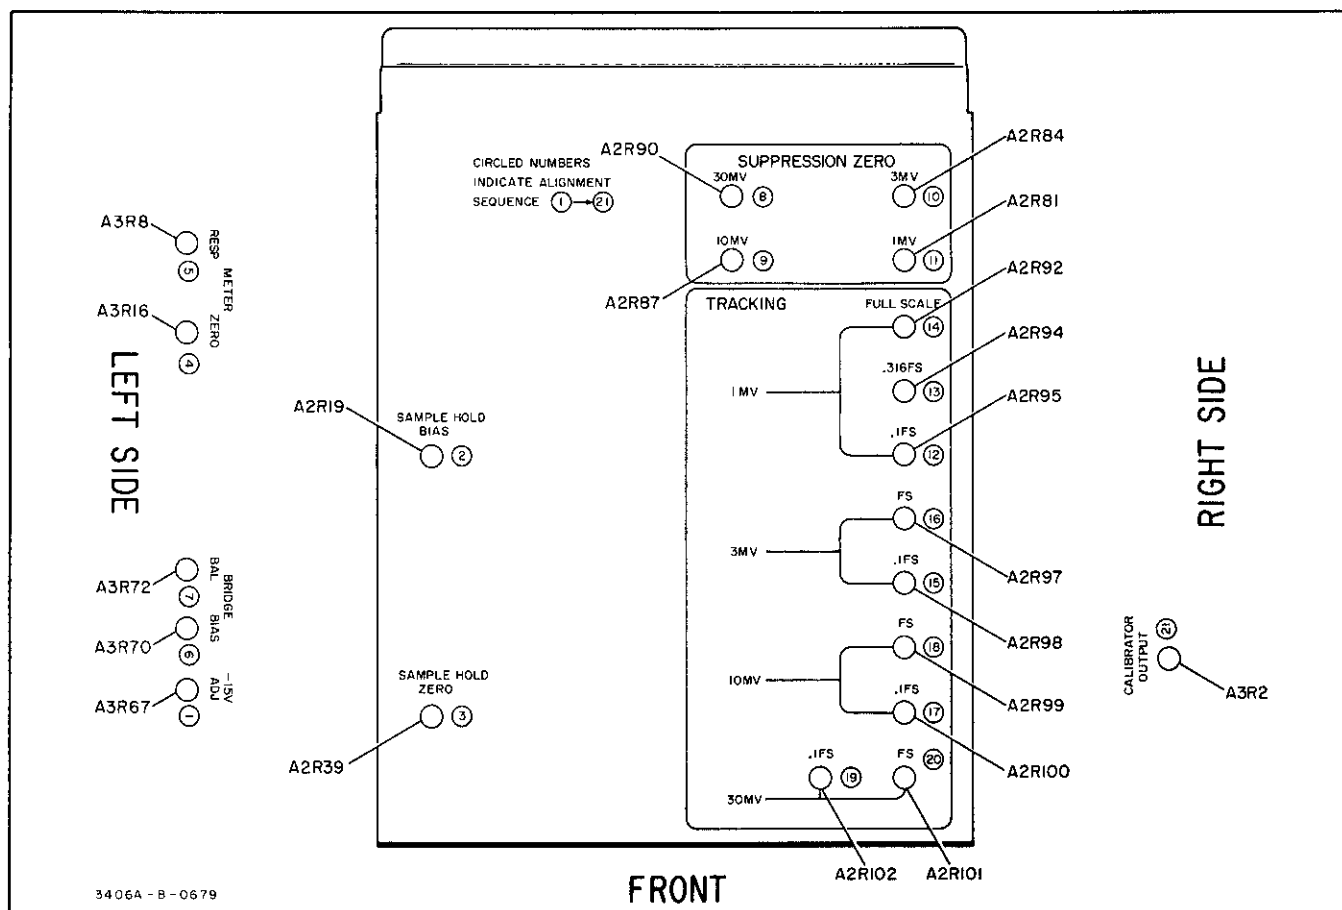 A2R90
SUPPRESSION ZERO
A2R84
CIRCLED NUMBERS
INDICATE ALIGNMENT
SEQUENCE 1 → 21
30MV
8
3MV
10
A2R81
10MV
9
1MV
11
A2R92
A2R87
TRACKING
FULL SCALE
14
A2R94
.316FS
13
1MV
A2R95
.1FS
12
FS
16
3MV
A2R97
.1FS
15
A2R98
FS
18
10MV
A2R99
.1FS
17
A2R100
.1FS
19
FS
20
30MV
A2R102
A2R101
A3R8
RESP
5
METER
A3R16
ZERO
4
LEFT SIDE
A2R19
SAMPLE HOLD
BIAS
2
A3R72
BAL
7
BRIDGE
A3R70
BIAS
6
A3R67
-15V
ADJ
1
SAMPLE HOLD
ZERO
3
A2R39
RIGHT SIDE
CALIBRATOR
OUTPUT
21
A3R2
FRONT
3406A-B-0679